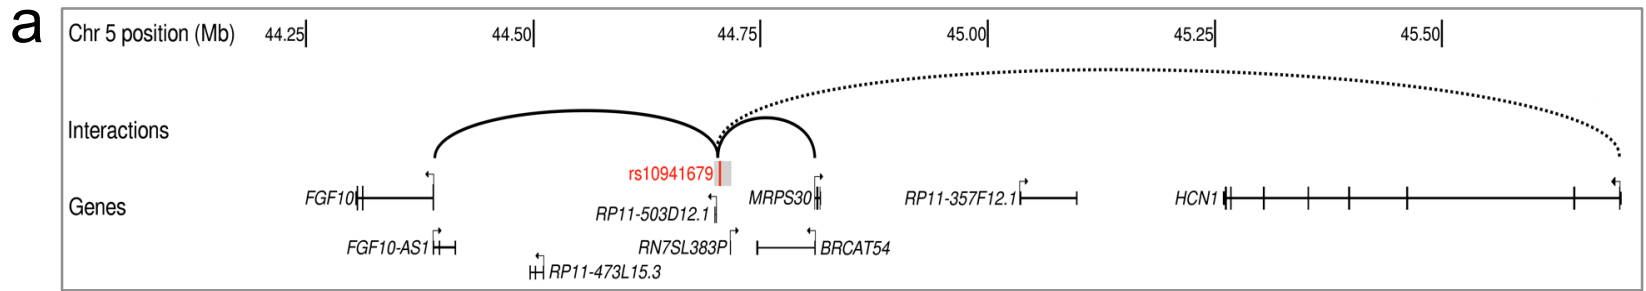 a
Chr 5 position (Mb) 44.25 44.50 44.75 45.00 45.25 45.50
Interactions
rs10941679
FGF10 MRPS30 RP11-357F12.1 HCN1
Genes
RP11-503D12.1
FGF10-AS1 RN7SL383P BRCAT54
RP11-473L15.3